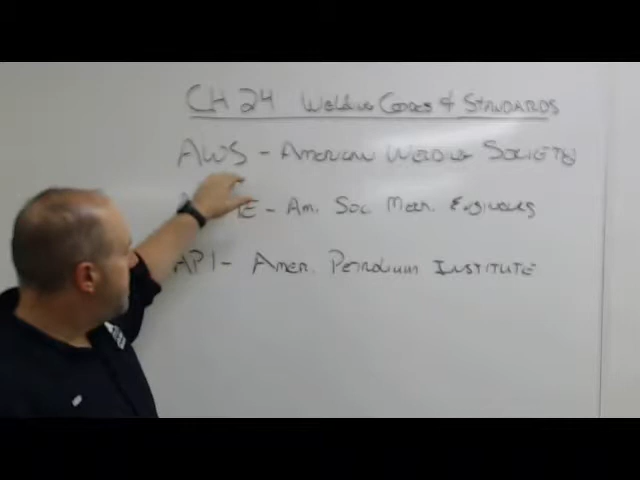 CH 24 Welding Codes & Standards
AWS - American Welding Society
E - Am. Soc. Mech. Engineers
API - Amer. Petrolium Institute